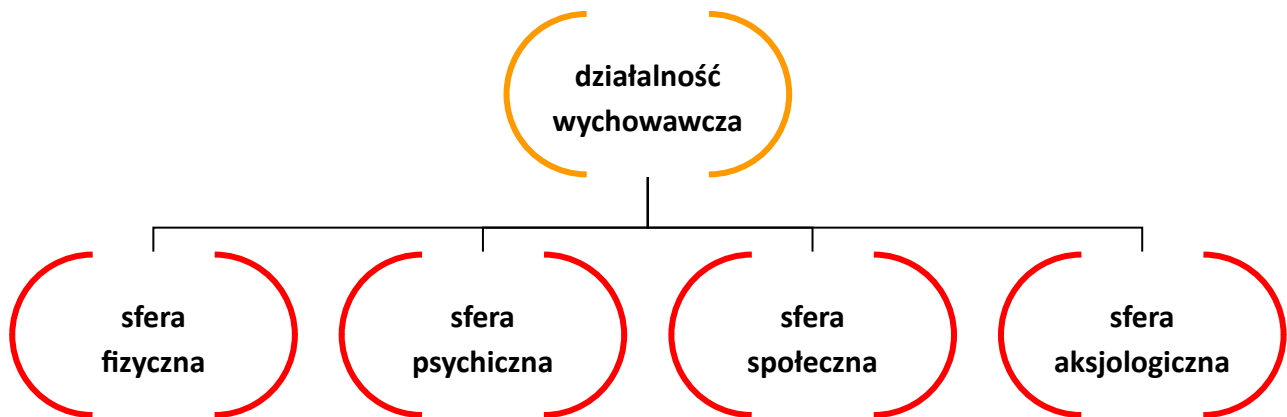 działalność
wychowawcza
sfera
fizyczna
sfera
psychiczna
sfera
społeczna
sfera
aksjologiczna